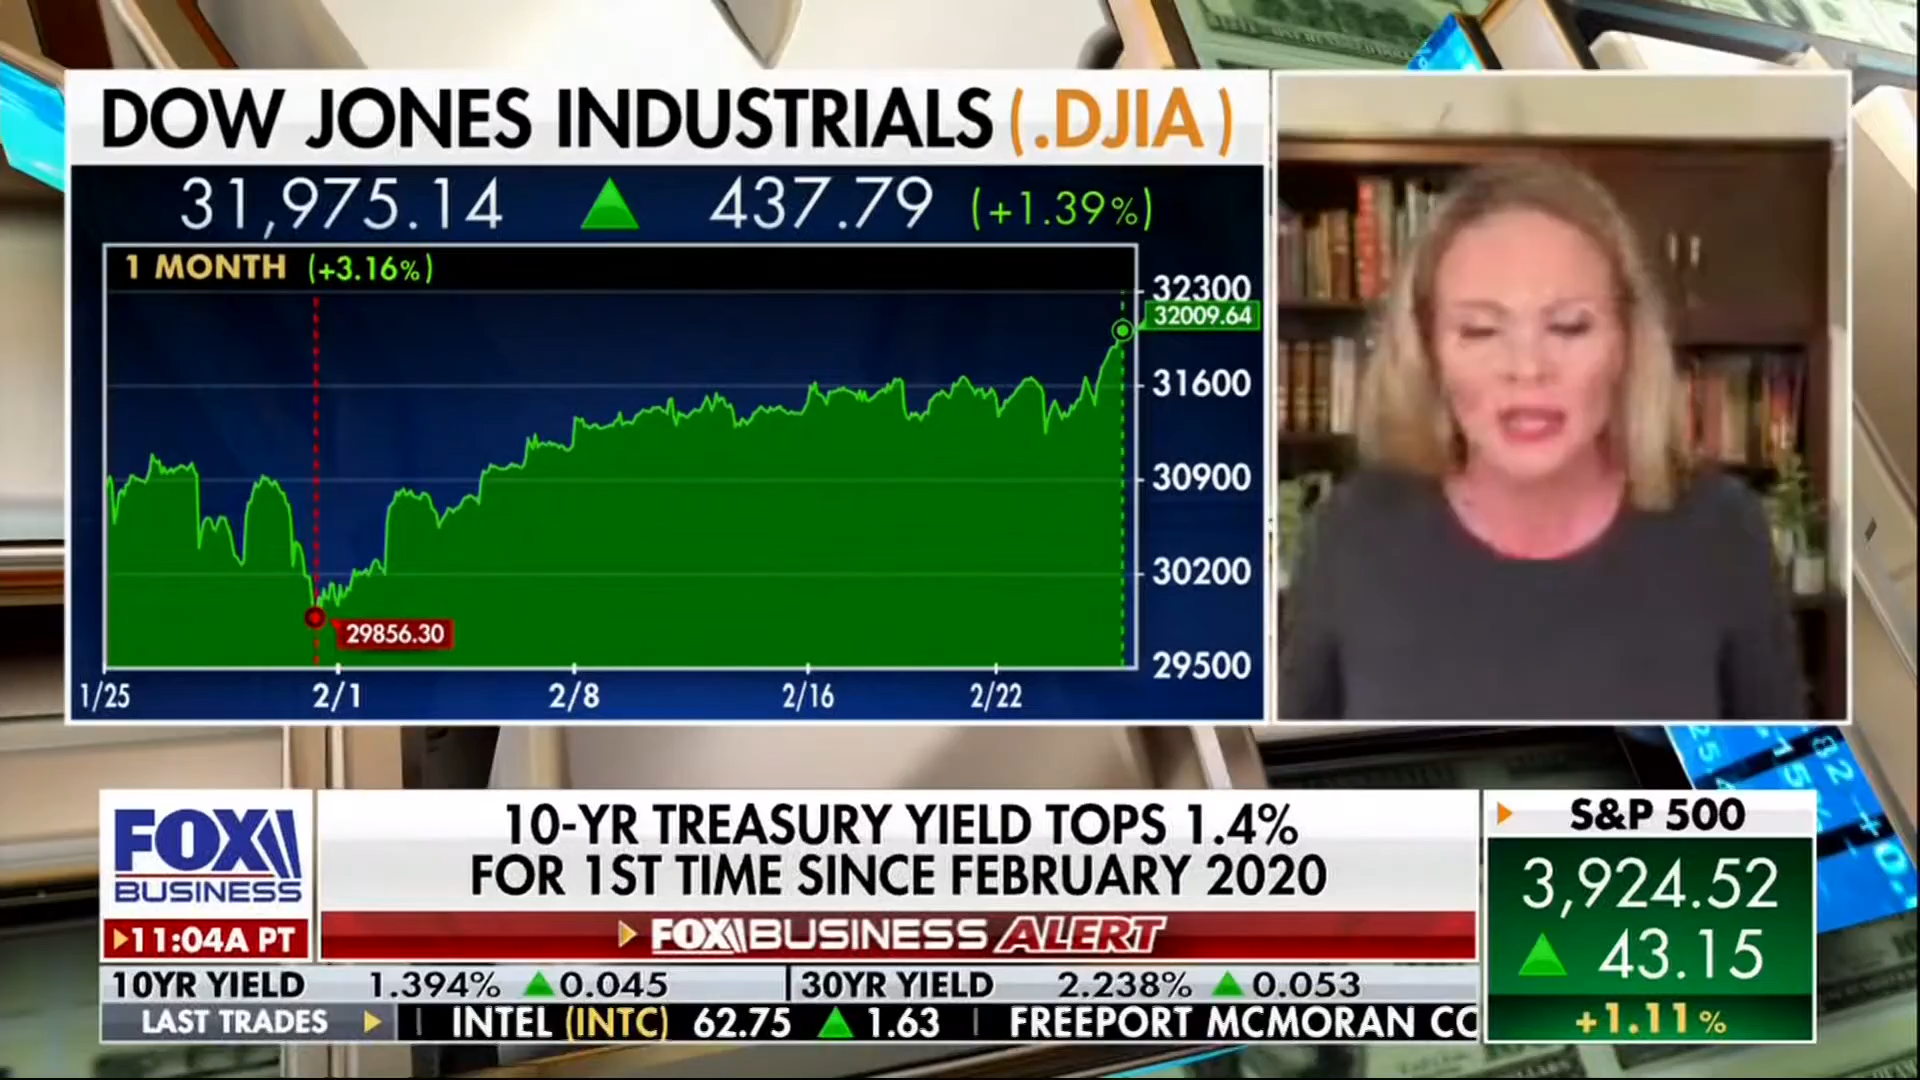 DOW JONES INDUSTRIALS (.DJIA)
31,975.14 ▲ 437.79 (+1.39%)
1 MONTH (+3.16%)
32300
32009.64
31600
30900
30200
29500
29856.30
1/25 2/1 2/8 2/16 2/22
FOX BUSINESS
11:04A PT
10-YR TREASURY YIELD TOPS 1.4%
FOR 1ST TIME SINCE FEBRUARY 2020
FOX BUSINESS ALERT
S&P 500
3,924.52
▲ 43.15
+1.11%
10YR YIELD 1.394% ▲ 0.045 | 30YR YIELD 2.238% ▲ 0.053
LAST TRADES | INTEL (INTC) 62.75 ▲ 1.63 | FREEPORT MCMORAN CC